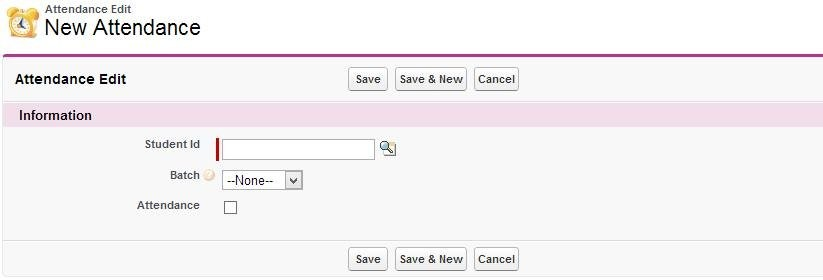 Attendance Edit
New Attendance
Attendance Edit Save Save & New Cancel
Information
Student Id
Batch ? --None--
Attendance
Save Save & New Cancel